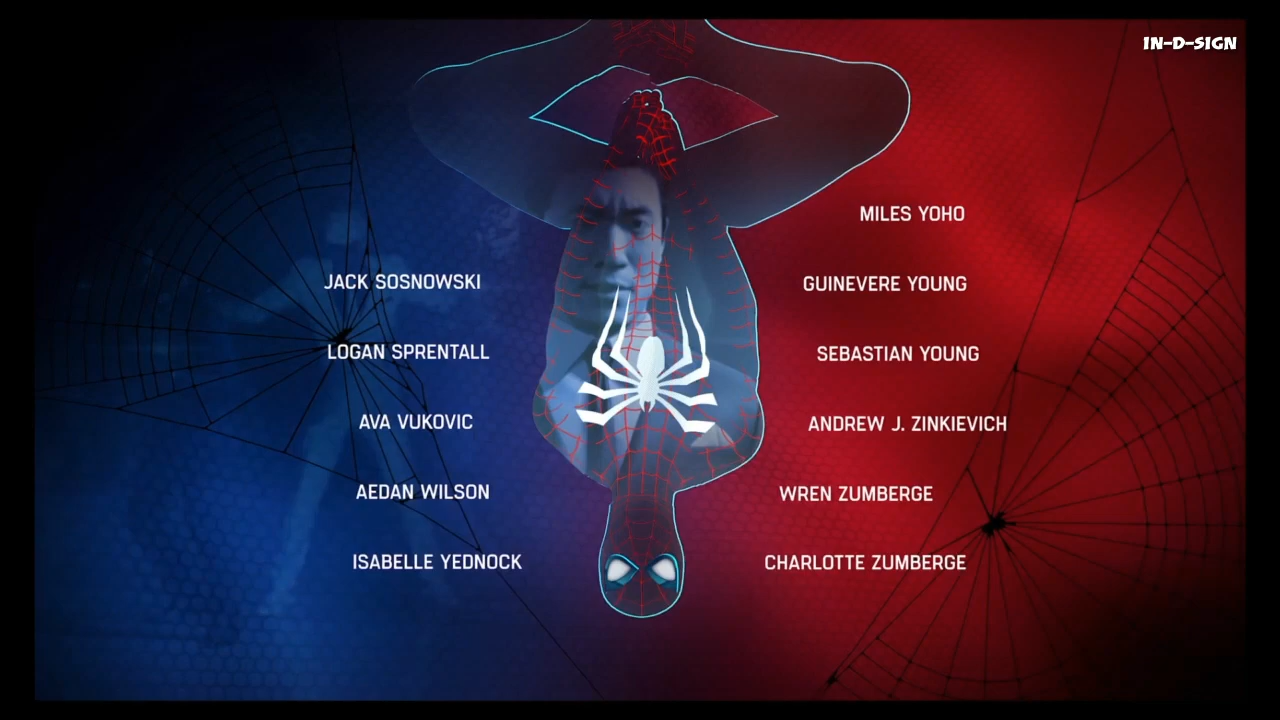 IN-D-SIGN
JACK SOSNOWSKI
LOGAN SPRENTALL
AVA VUKOVIC
AEDAN WILSON
ISABELLE YEDNOCK
MILES YOHO
GUINEVERE YOUNG
SEBASTIAN YOUNG
ANDREW J. ZINKIEVICH
WREN ZUMBERGE
CHARLOTTE ZUMBERGE